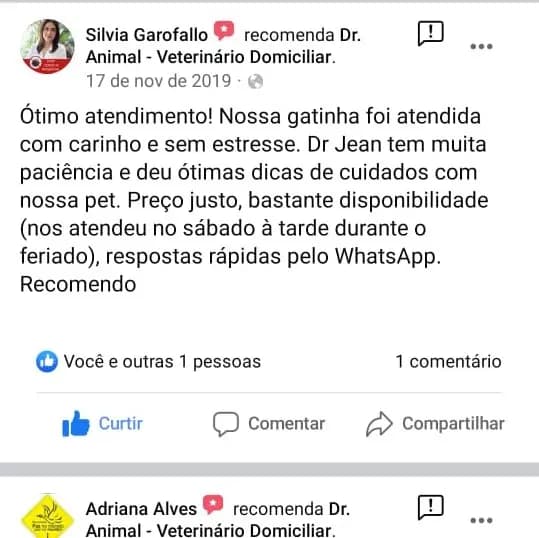 Silvia Garofallo recomenda Dr.
Animal - Veterinário Domiciliar.
17 de nov de 2019 ·
Ótimo atendimento! Nossa gatinha foi atendida
com carinho e sem estresse. Dr Jean tem muita
paciência e deu ótimas dicas de cuidados com
nossa pet. Preço justo, bastante disponibilidade
(nos atendeu no sábado à tarde durante o
feriado), respostas rápidas pelo WhatsApp.
Recomendo
Você e outras 1 pessoas
1 comentário
Curtir
Comentar
Compartilhar
Adriana Alves recomenda Dr.
Animal - Veterinário Domiciliar.